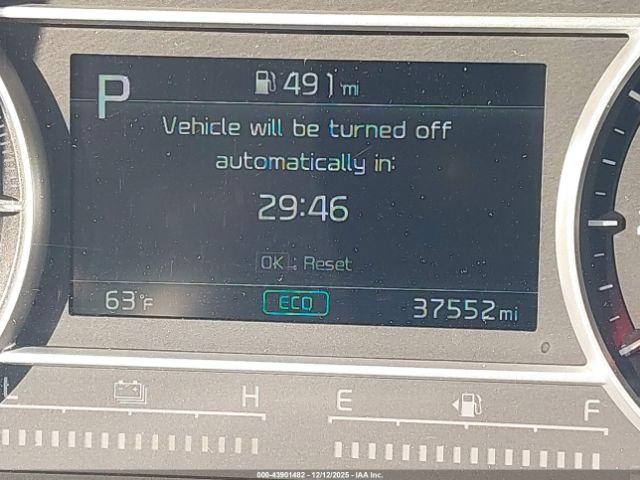 P
491 mi
Vehicle will be turned off
automatically in:
29:46
OK : Reset
63°F ECO 37552 mi
L H E F
000-43901482 - 12/12/2025 - IAA Inc.